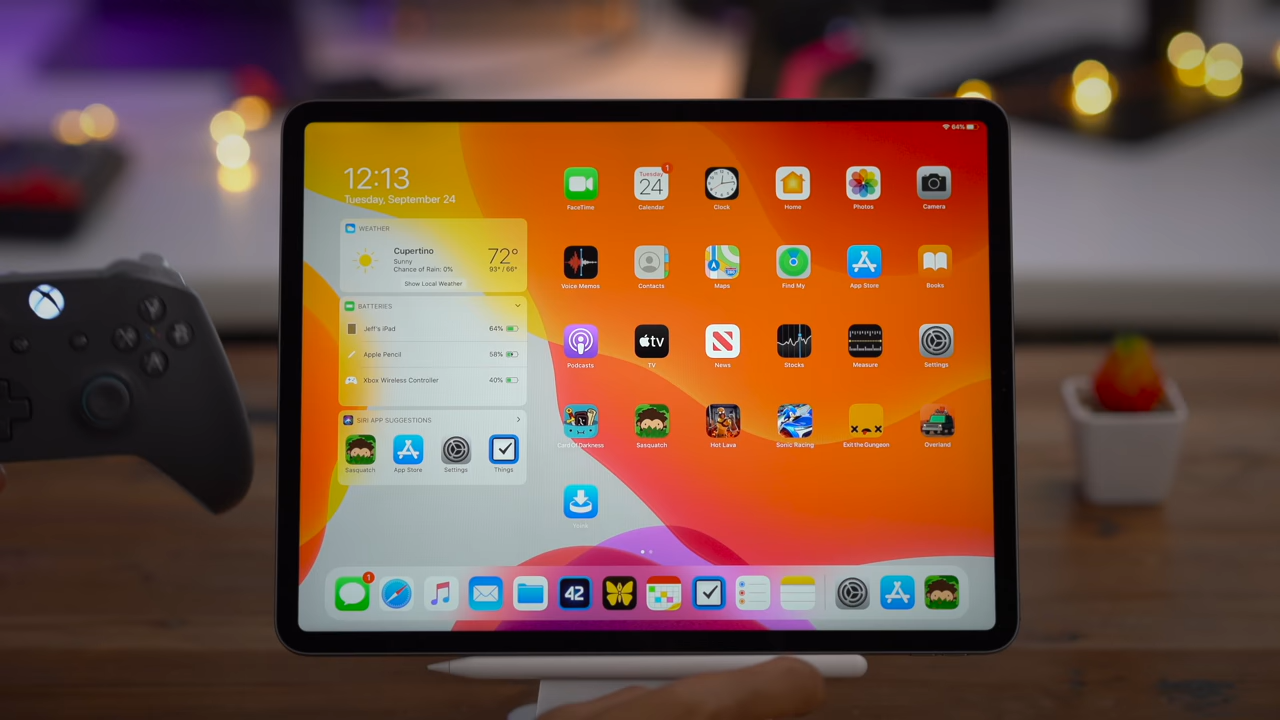 64%
12:13
Tuesday, September 24
WEATHER
Cupertino
Sunny
Chance of Rain: 0%
72°
93° / 66°
Show Local Weather
BATTERIES
Jeff's iPad 64%
Apple Pencil 58%
Xbox Wireless Controller 40%
SIRI APP SUGGESTIONS
Sasquatch App Store Settings Things
1
Tuesday
24
FaceTime Calendar Clock Home Photos Camera
Voice Memos Contacts Maps Find My App Store Books
tv
Podcasts TV News Stocks Measure Settings
Card Of Darkness Sasquatch Hot Lava Sonic Racing Exit the Gungeon Overland
1
42